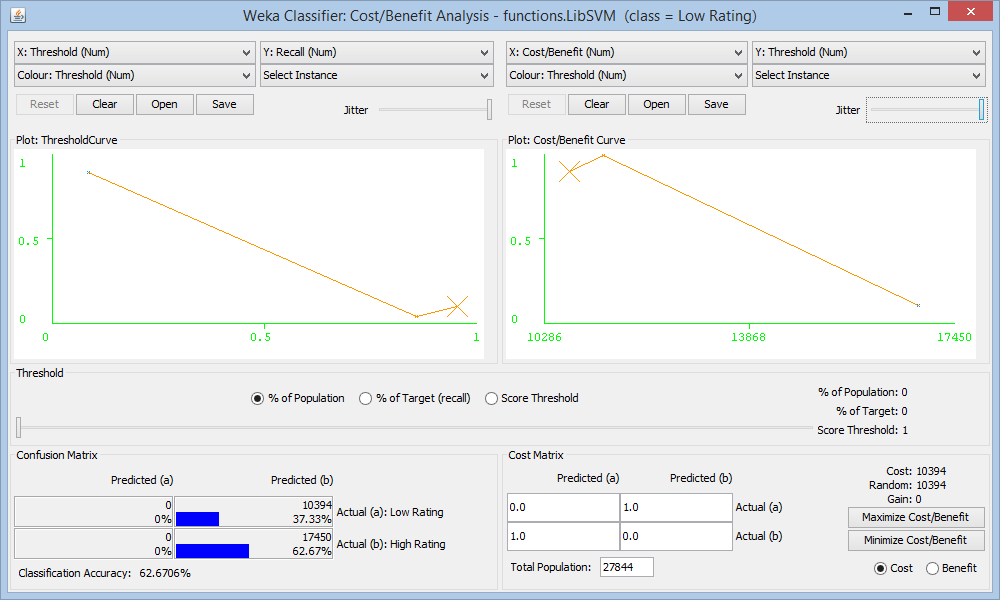 Weka Classifier: Cost/Benefit Analysis - functions.LibSVM (class = Low Rating)
X: Threshold (Num) Y: Recall (Num) X: Cost/Benefit (Num) Y: Threshold (Num)
Colour: Threshold (Num) Select Instance Colour: Threshold (Num) Select Instance
Reset Clear Open Save Jitter Reset Clear Open Save Jitter
Plot: ThresholdCurve
1
0.5
0
0 0.5 1
Plot: Cost/Benefit Curve
1
0.5
0
10286 13868 17450
Threshold
% of Population % of Target (recall) Score Threshold
% of Population: 0
% of Target: 0
Score Threshold: 1
Confusion Matrix
Predicted (a) Predicted (b)
0 10394
0% 37.33% Actual (a): Low Rating
0 17450
0% 62.67% Actual (b): High Rating
Classification Accuracy: 62.6706%
Cost Matrix
Predicted (a) Predicted (b)
0.0 1.0 Actual (a)
1.0 0.0 Actual (b)
Total Population: 27844
Cost: 10394
Random: 10394
Gain: 0
Maximize Cost/Benefit
Minimize Cost/Benefit
Cost Benefit